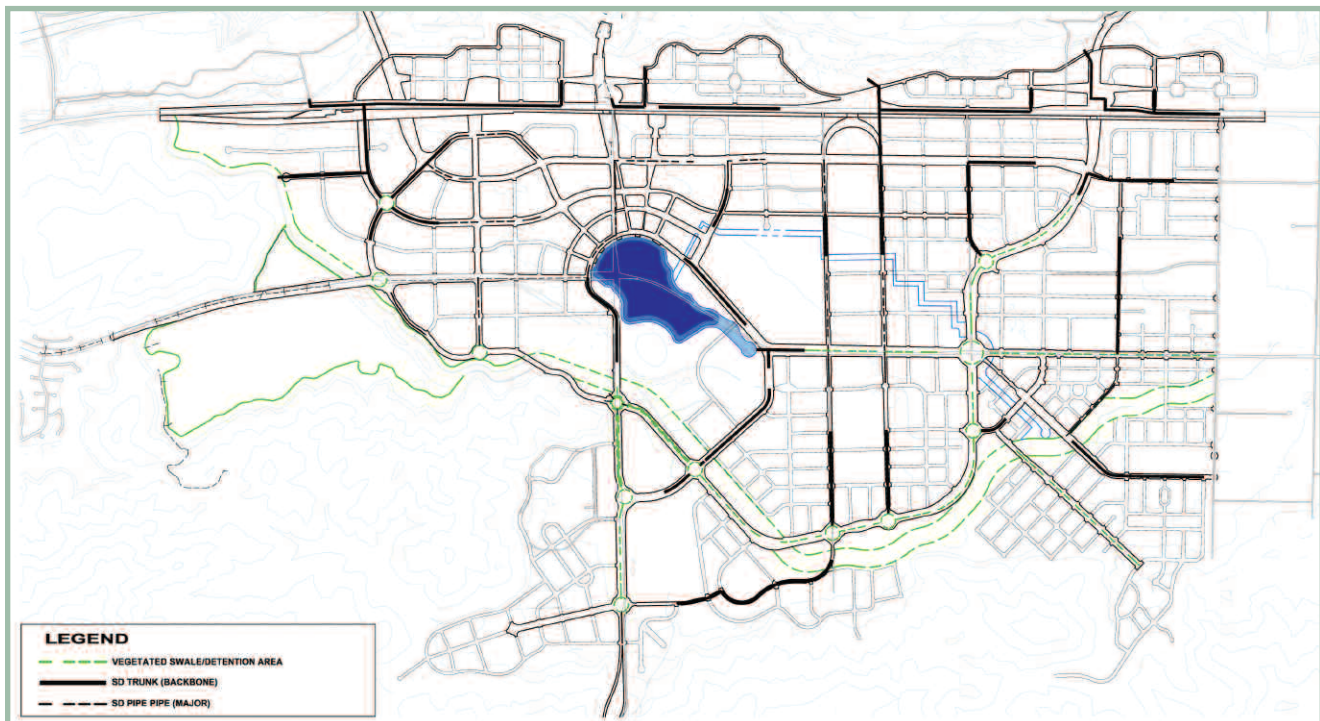 LEGEND
VEGETATED SWALE/DETENTION AREA
SD TRUNK (BACKBONE)
SD PIPE PIPE (MAJOR)